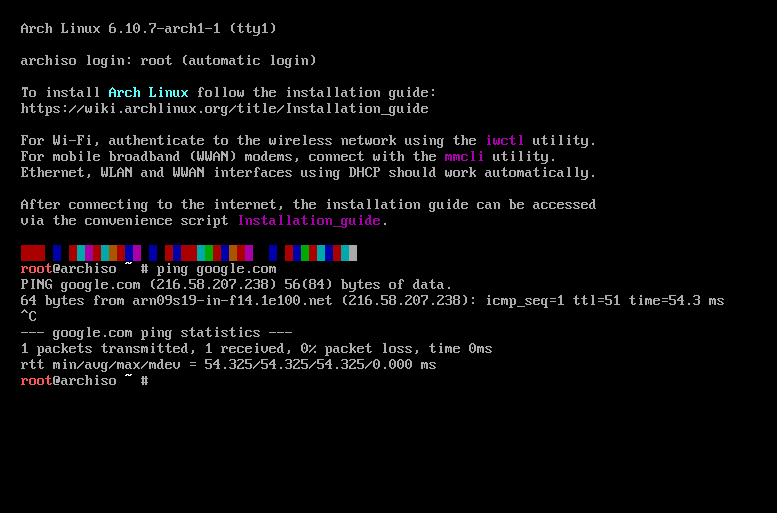 Arch Linux 6.10.7-arch1-1 (tty1)
archiso login: root (automatic login)
To install Arch Linux follow the installation guide:
https://wiki.archlinux.org/title/Installation_guide
For Wi-Fi, authenticate to the wireless network using the iwctl utility.
For mobile broadband (WWAN) modems, connect with the mmcli utility.
Ethernet, WLAN and WWAN interfaces using DHCP should work automatically.
After connecting to the internet, the installation guide can be accessed
via the convenience script Installation_guide.
root@archiso ~ # ping google.com
PING google.com (216.58.207.238) 56(84) bytes of data.
64 bytes from arn09s19-in-f14.1e100.net (216.58.207.238): icmp_seq=1 ttl=51 time=54.3 ms
^C
--- google.com ping statistics ---
1 packets transmitted, 1 received, 0% packet loss, time 0ms
rtt min/avg/max/mdev = 54.325/54.325/54.325/0.000 ms
root@archiso ~ #